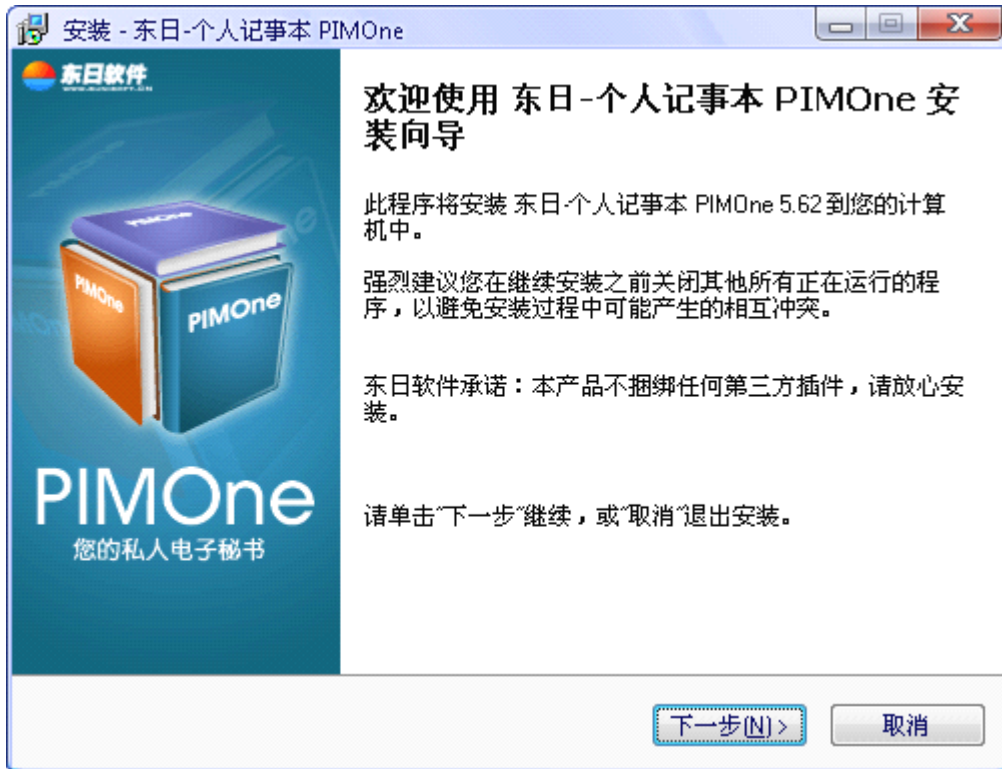 安装 - 东日-个人记事本 PIMOne
东日软件
PIMOne
PIMOne
PIMOne
PIMOne
您的私人电子秘书
欢迎使用 东日-个人记事本 PIMOne 安
装向导
此程序将安装 东日-个人记事本 PIMOne 5.62 到您的计算
机中。
强烈建议您在继续安装之前关闭其他所有正在运行的程
序，以避免安装过程中可能产生的相互冲突。
东日软件承诺：本产品不捆绑任何第三方插件，请放心安
装。
请单击“下一步”继续，或“取消”退出安装。
下一步(N) >
取消